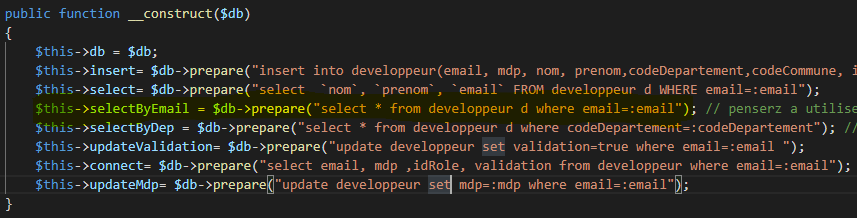 public function __construct($db)
{
$this->db = $db;
$this->insert= $db->prepare("insert into developpeur(email, mdp, nom, prenom,codeDepartement,codeCommune, i
$this->select= $db->prepare("select  `nom`, `prenom`, `email` FROM developpeur d WHERE email=:email");
$this->selectByEmail = $db->prepare("select * from developpeur d where email=:email"); // penserz a utilise
$this->selectByDep = $db->prepare("select * from developpeur d where codeDepartement=:codeDepartement"); //
$this->updateValidation= $db->prepare("update developpeur set validation=true where email=:email ");
$this->connect= $db->prepare("select email, mdp ,idRole, validation from developpeur where email=:email");
$this->updateMdp= $db->prepare("update developpeur set mdp=:mdp where email=:email");
}